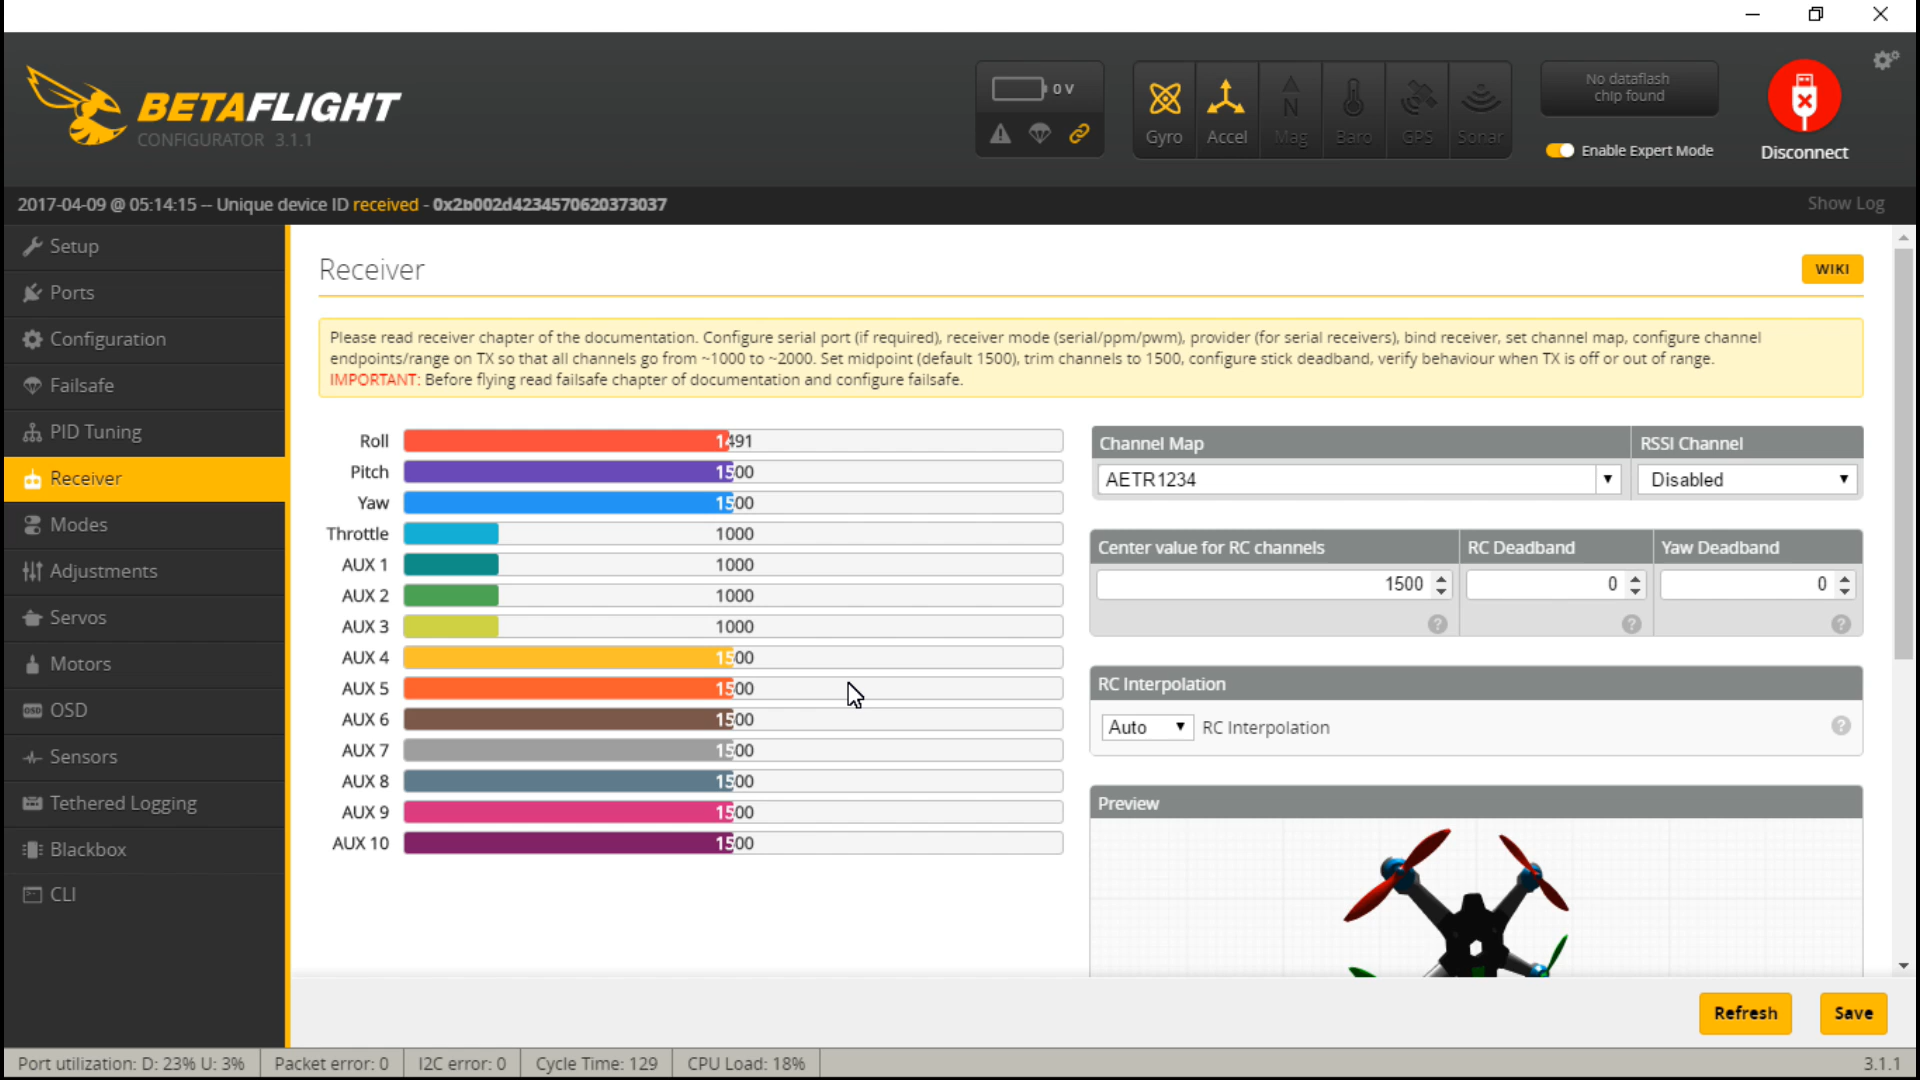 BETAFLIGHT
CONFIGURATOR 3.1.1
0 V
Gyro
Accel
Mag
Baro
GPS
Sonar
No dataflash
chip found
Enable Expert Mode
Disconnect
2017-04-09 @ 05:14:15 -- Unique device ID received - 0x2b002d4234570620373037
Show Log
Setup
Ports
Configuration
Failsafe
PID Tuning
Receiver
Modes
Adjustments
Servos
Motors
OSD
Sensors
Tethered Logging
Blackbox
CLI
Receiver
WIKI
Please read receiver chapter of the documentation. Configure serial port (if required), receiver mode (serial/ppm/pwm), provider (for serial receivers), bind receiver, set channel map, configure channel
endpoints/range on TX so that all channels go from ~1000 to ~2000. Set midpoint (default 1500), trim channels to 1500, configure stick deadband, verify behaviour when TX is off or out of range.
IMPORTANT: Before flying read failsafe chapter of documentation and configure failsafe.
Roll 1491
Pitch 1500
Yaw 1500
Throttle 1000
AUX 1 1000
AUX 2 1000
AUX 3 1000
AUX 4 1500
AUX 5 1500
AUX 6 1500
AUX 7 1500
AUX 8 1500
AUX 9 1500
AUX 10 1500
Channel Map
RSSI Channel
AETR1234
Disabled
Center value for RC channels
RC Deadband
Yaw Deadband
1500
0
0
RC Interpolation
Auto
RC Interpolation
Preview
Refresh
Save
Port utilization: D: 23% U: 3%
Packet error: 0
I2C error: 0
Cycle Time: 129
CPU Load: 18%
3.1.1